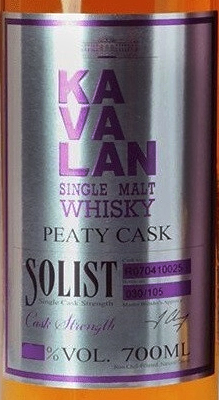 KA
VA
LAN
SINGLE MALT
WHISKY
PEATY CASK
SOLIST
Single Cask Strength
R070410025
030/105
Cask Strength
%VOL. 700ML